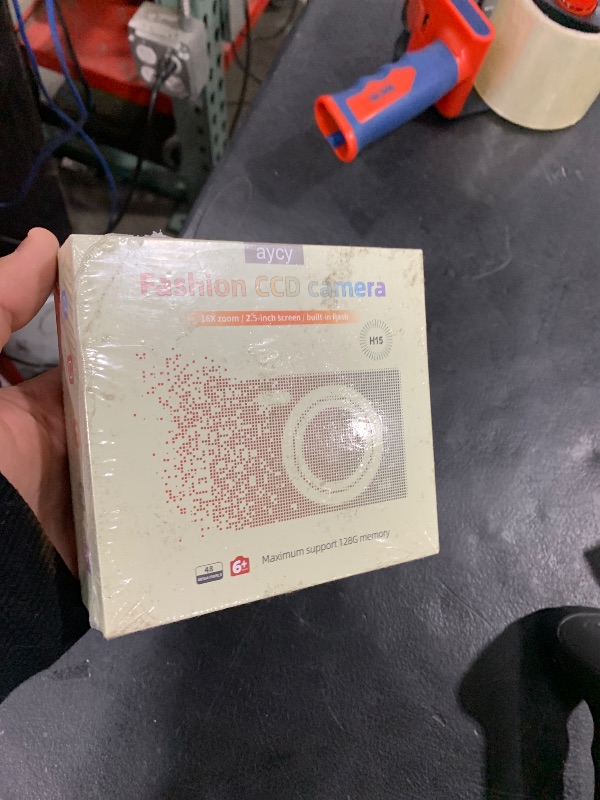 aycy
Fashion CCD camera
16X zoom / 2.5-inch screen / built-in flash
H15
48
6+
Maximum support 128G memory